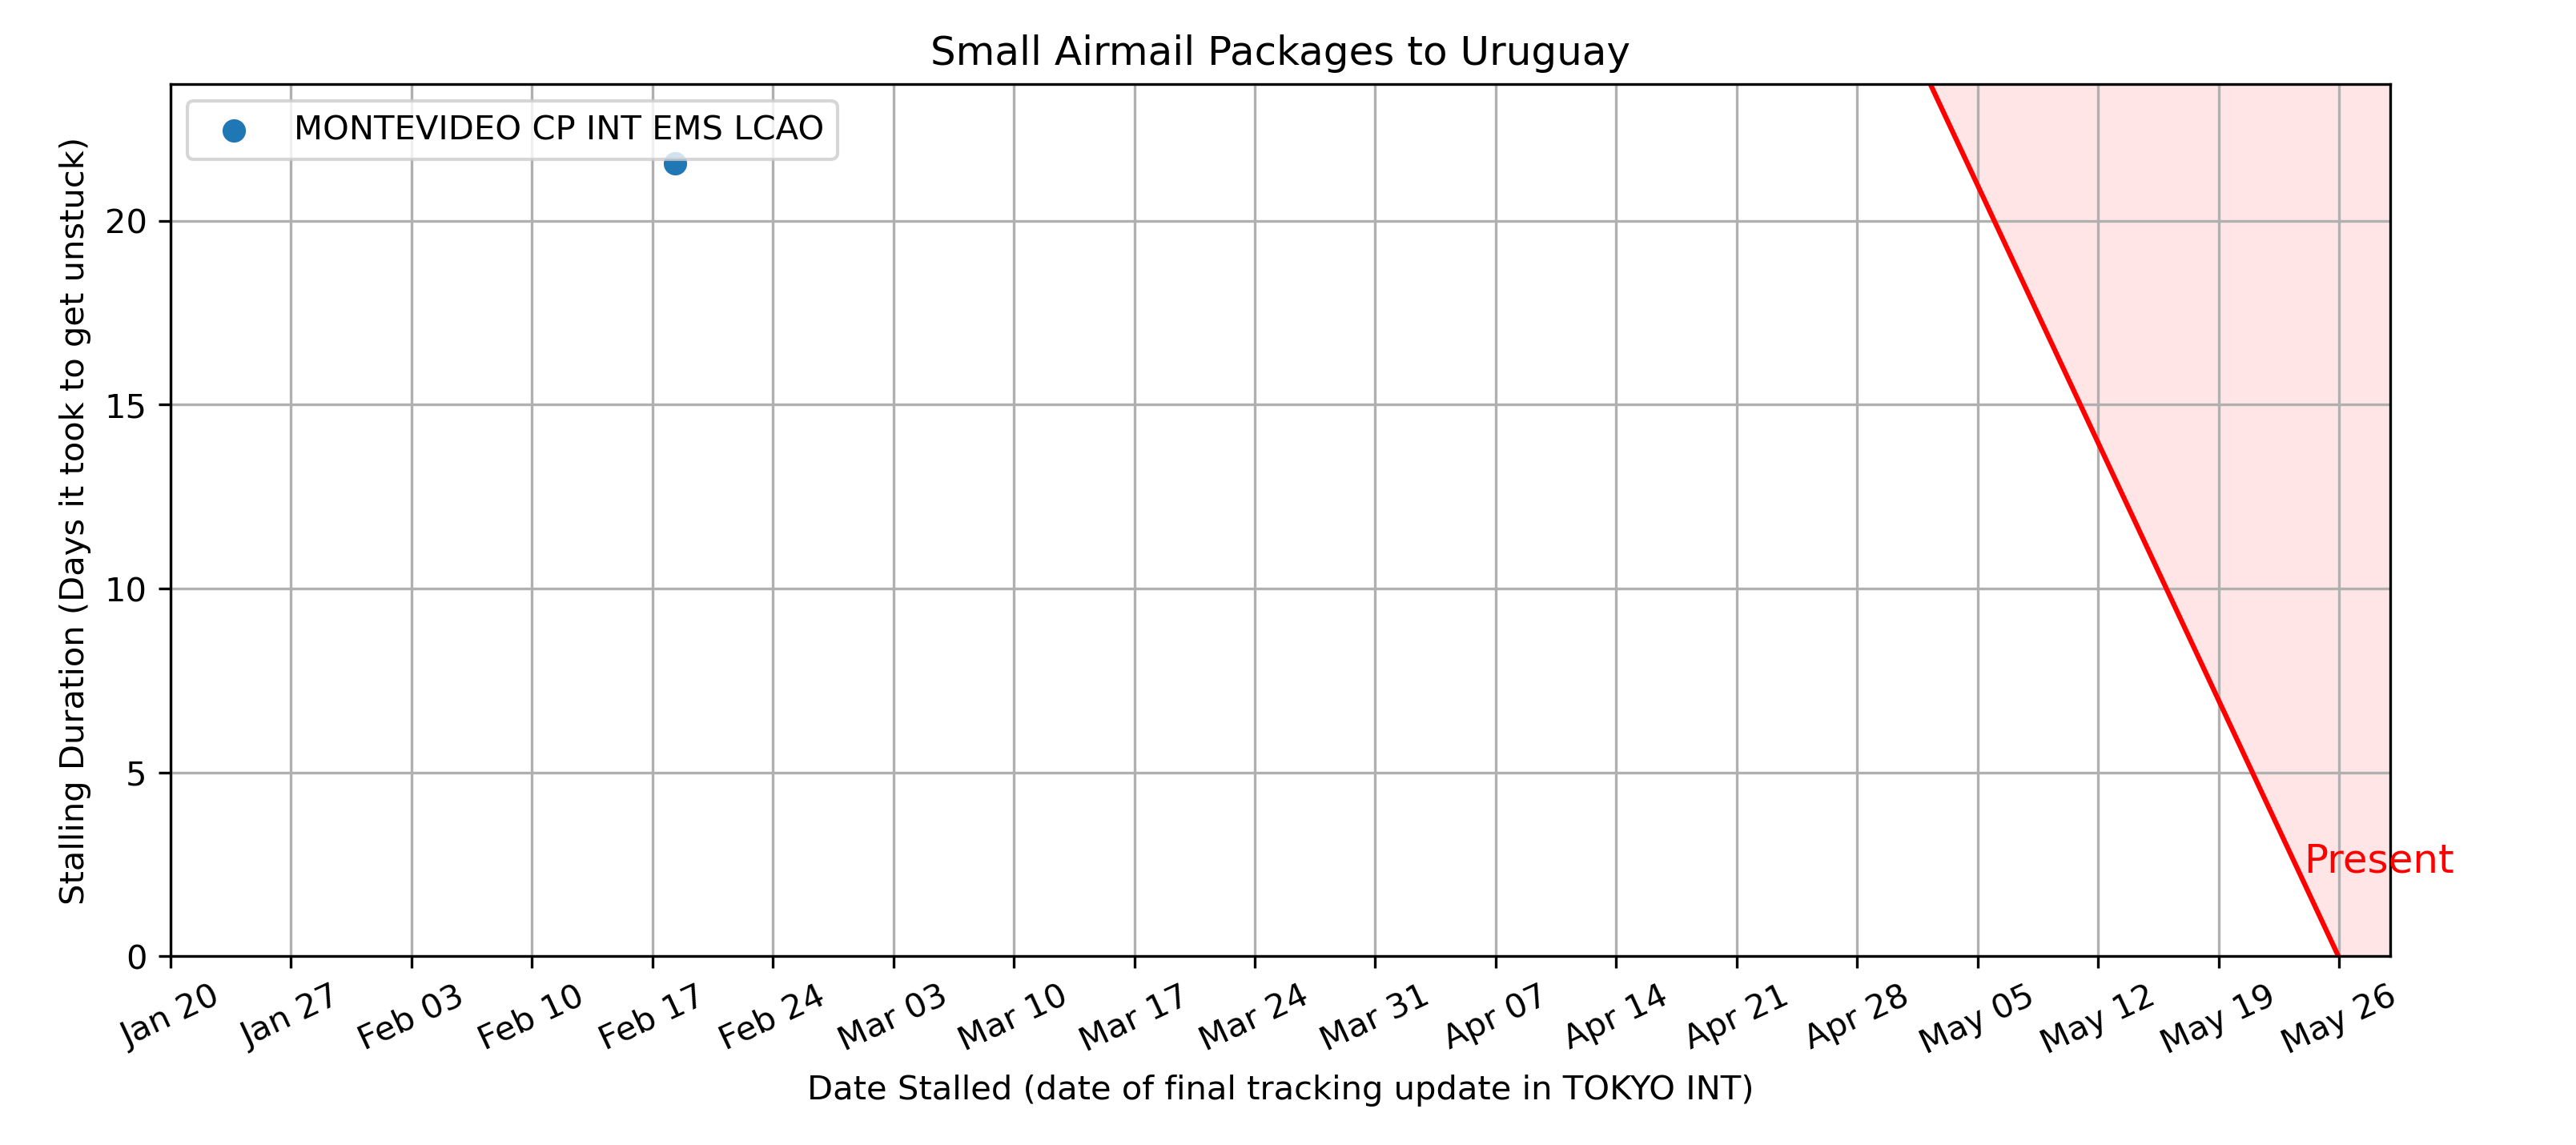 Small Airmail Packages to Uruguay
MONTEVIDEO CP INT EMS LCAO
Stalling Duration (Days it took to get unstuck)
20
15
10
5
0
Present
Jan 20
Jan 27
Feb 03
Feb 10
Feb 17
Feb 24
Mar 03
Mar 10
Mar 17
Mar 24
Mar 31
Apr 07
Apr 14
Apr 21
Apr 28
May 05
May 12
May 19
May 26
Date Stalled (date of final tracking update in TOKYO INT)